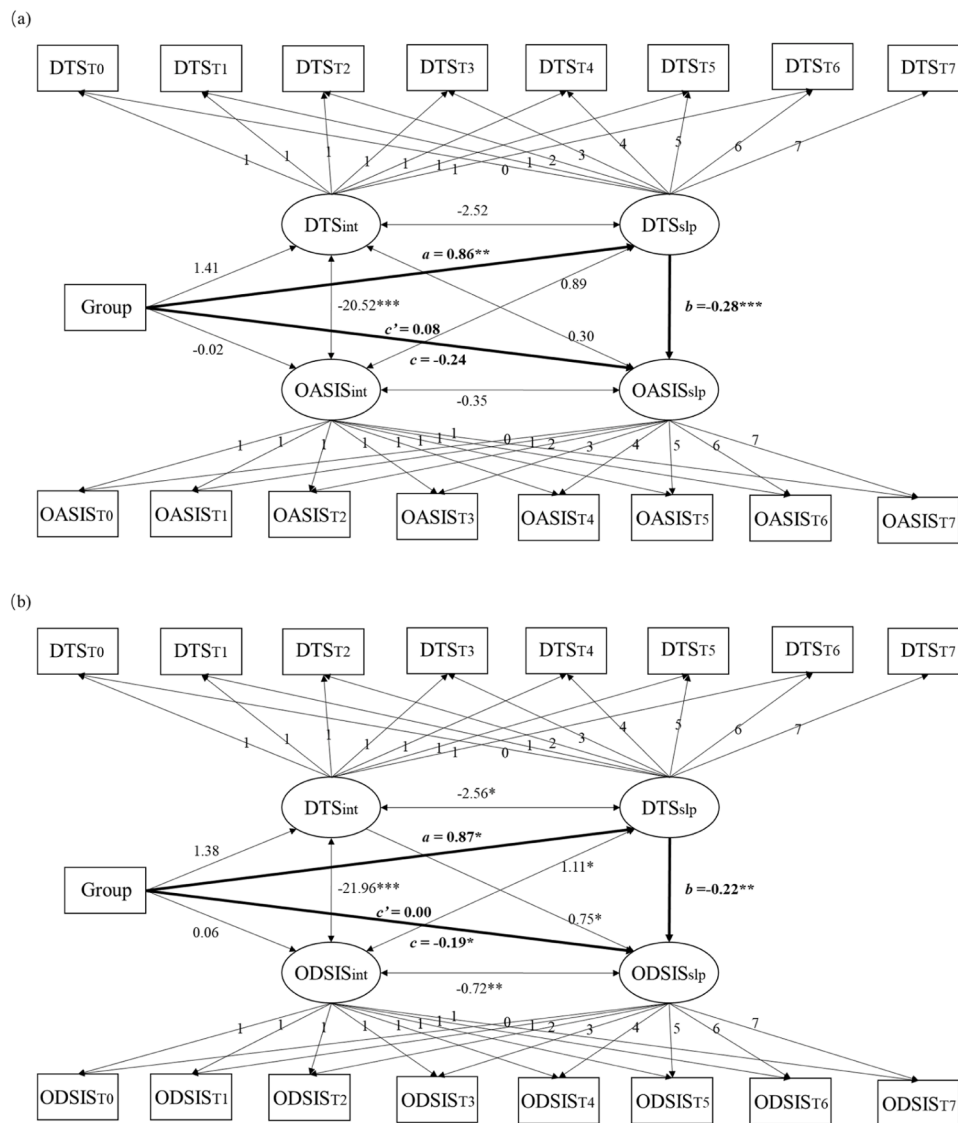 (a)
DTST0 DTST1 DTST2 DTST3 DTST4 DTST5 DTST6 DTST7
1 1 1 1 1 1 1 0 1 2 3 4 5 6 7
DTSint -2.52 DTSslp
1.41 a = 0.86** 0.89
Group -20.52*** b =-0.28***
c' = 0.08 0.30
-0.02 c = -0.24
OASISint -0.35 OASISslp
1 1 1 1 1 1 1 1 0 1 2 3 4 5 6 7
OASIST0 OASIST1 OASIST2 OASIST3 OASIST4 OASIST5 OASIST6 OASIST7
(b)
DTST0 DTST1 DTST2 DTST3 DTST4 DTST5 DTST6 DTST7
1 1 1 1 1 1 1 0 1 2 3 4 5 6 7
DTSint -2.56* DTSslp
1.38 a = 0.87* 1.11*
Group -21.96*** b =-0.22**
c' = 0.00 0.75*
0.06 c = -0.19*
ODSISint -0.72** ODSISslp
1 1 1 1 1 1 1 1 0 1 2 3 4 5 6 7
ODSIST0 ODSIST1 ODSIST2 ODSIST3 ODSIST4 ODSIST5 ODSIST6 ODSIST7